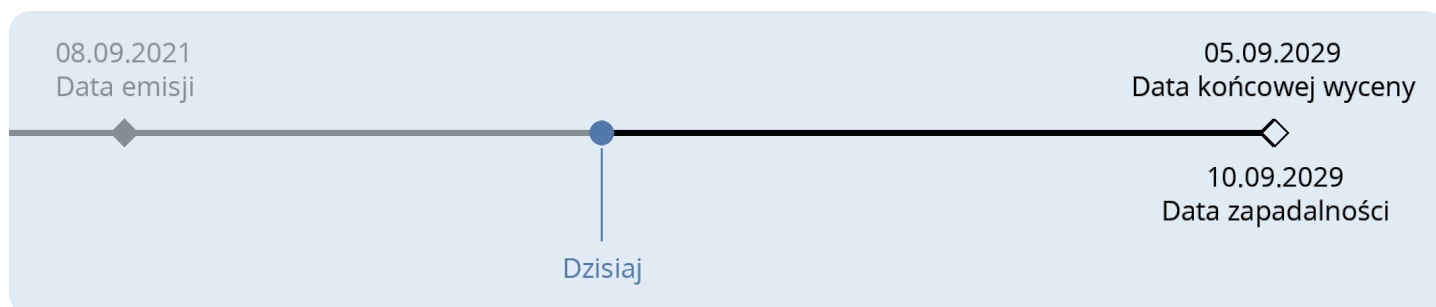 08.09.2021
Data emisji
05.09.2029
Data końcowej wyceny
10.09.2029
Data zapadalności
Dzisiaj